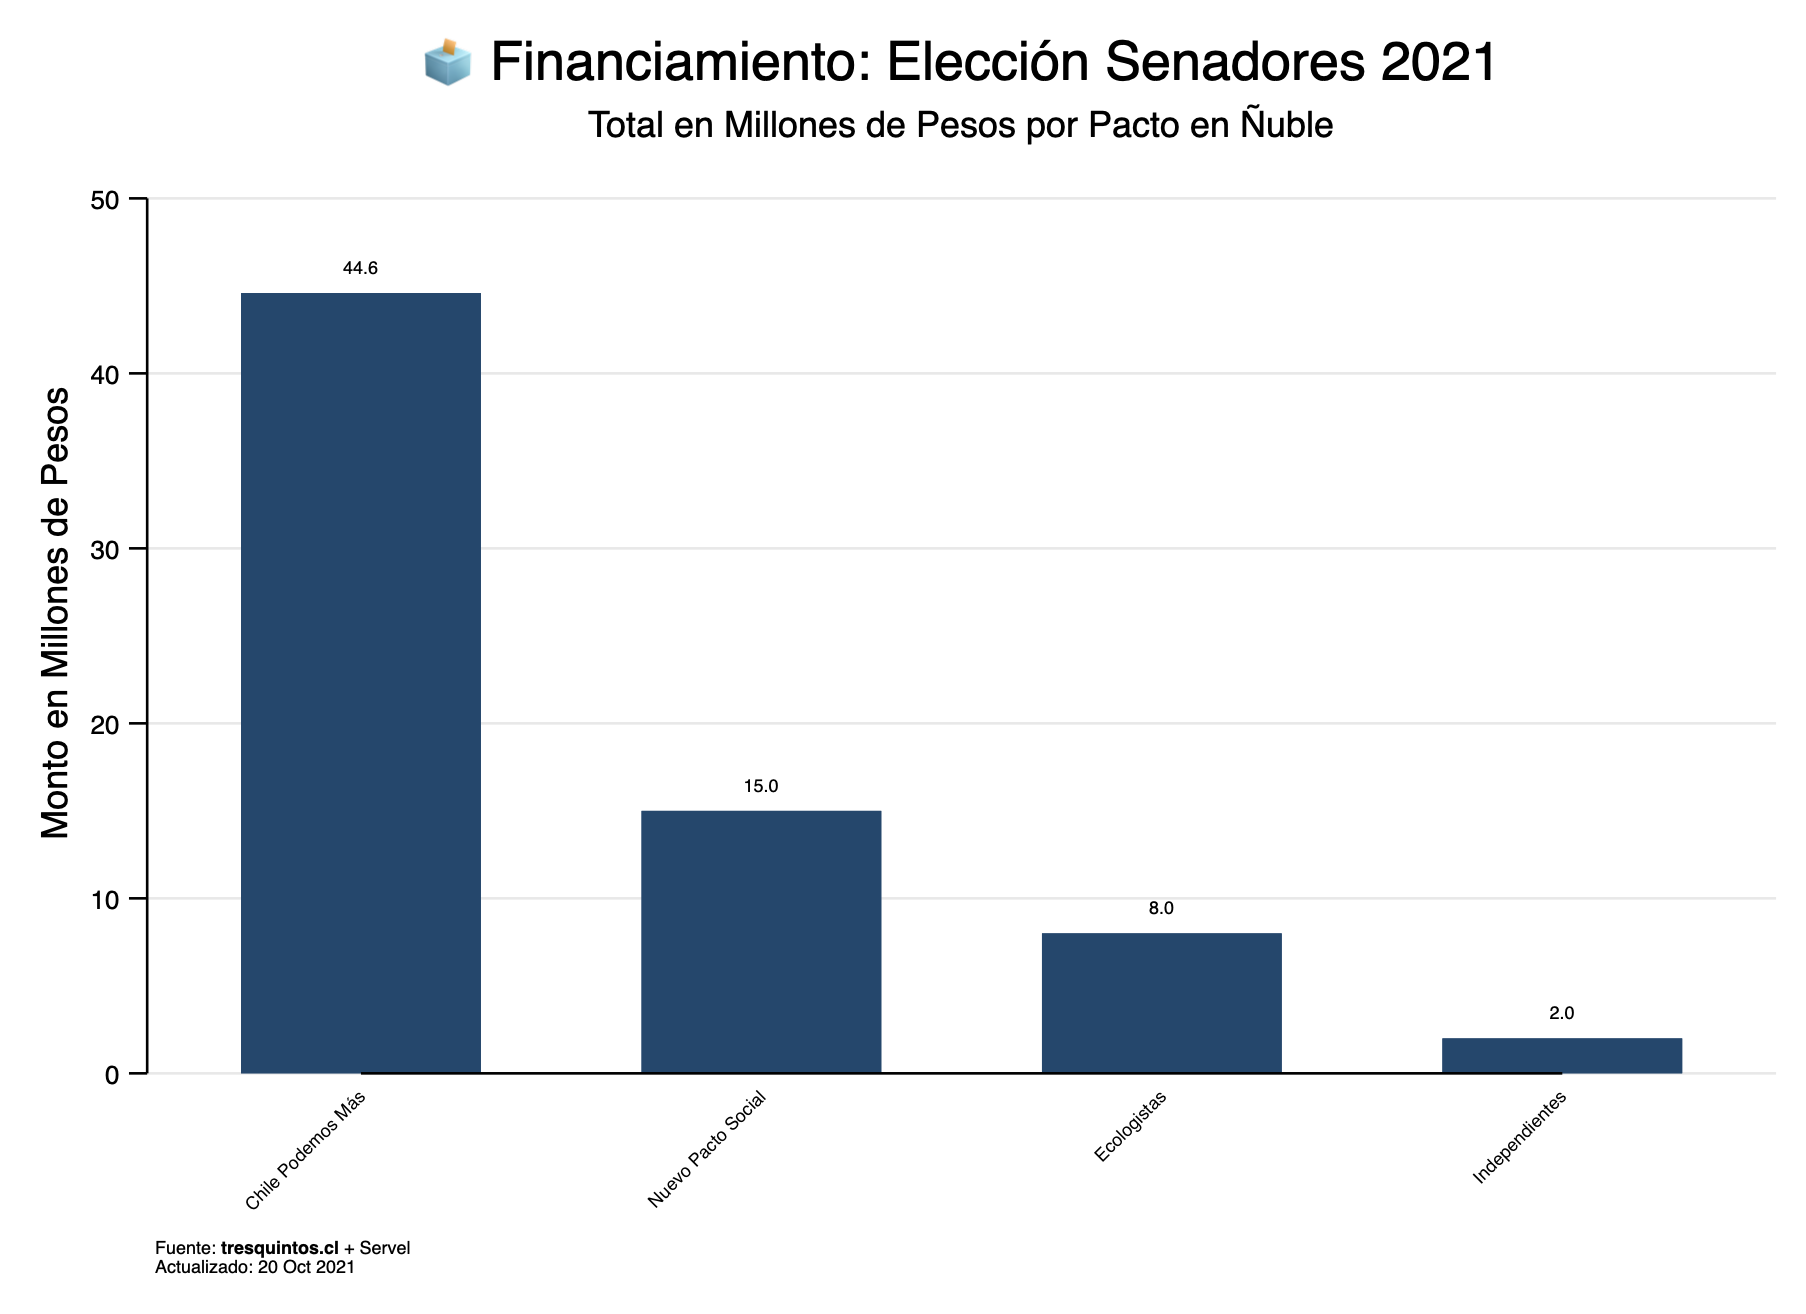 🗳️ Financiamiento: Elección Senadores 2021
Total en Millones de Pesos por Pacto en Ñuble
Monto en Millones de Pesos
50
40
30
20
10
0
44.6
15.0
8.0
2.0
Chile Podemos Más
Nuevo Pacto Social
Ecologistas
Independientes
Fuente: tresquintos.cl + Servel
Actualizado: 20 Oct 2021